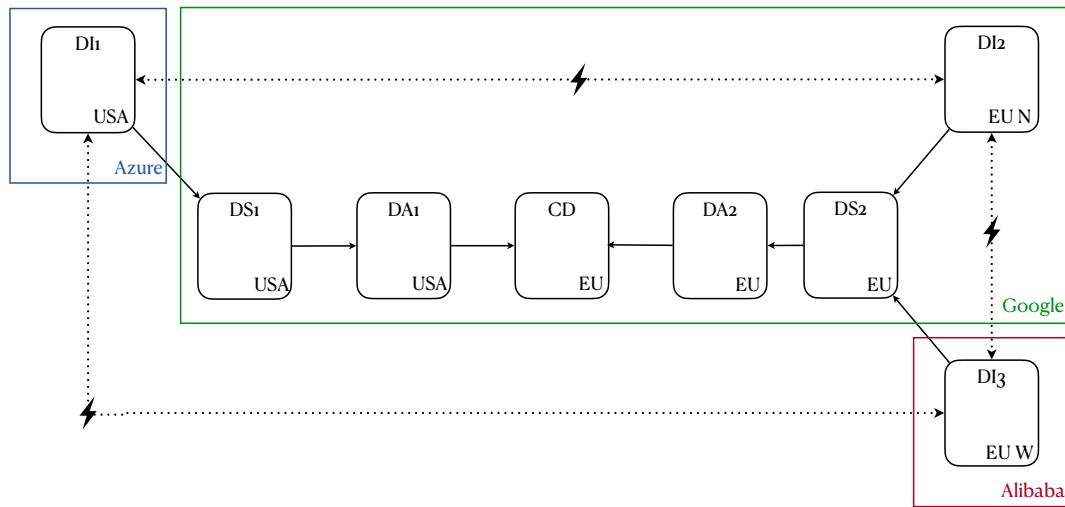 DI1
USA
Azure
DI2
EU N
DS1
USA
DA1
USA
CD
EU
DA2
EU
DS2
EU
Google
DI3
EU W
Alibaba